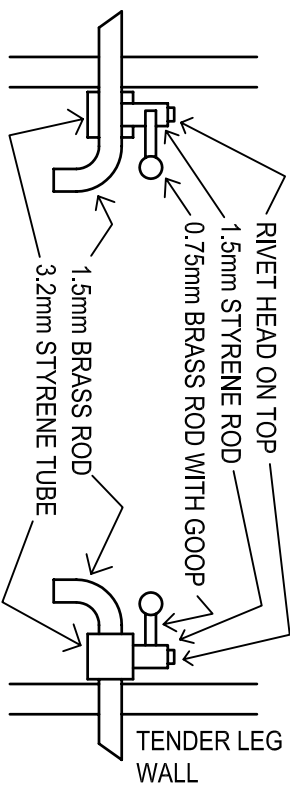 RIVET HEAD ON TOP
1.5mm STYRENE ROD
0.75mm BRASS ROD WITH GOOP
1.5mm BRASS ROD
3.2mm STYRENE TUBE
TENDER LEG
WALL